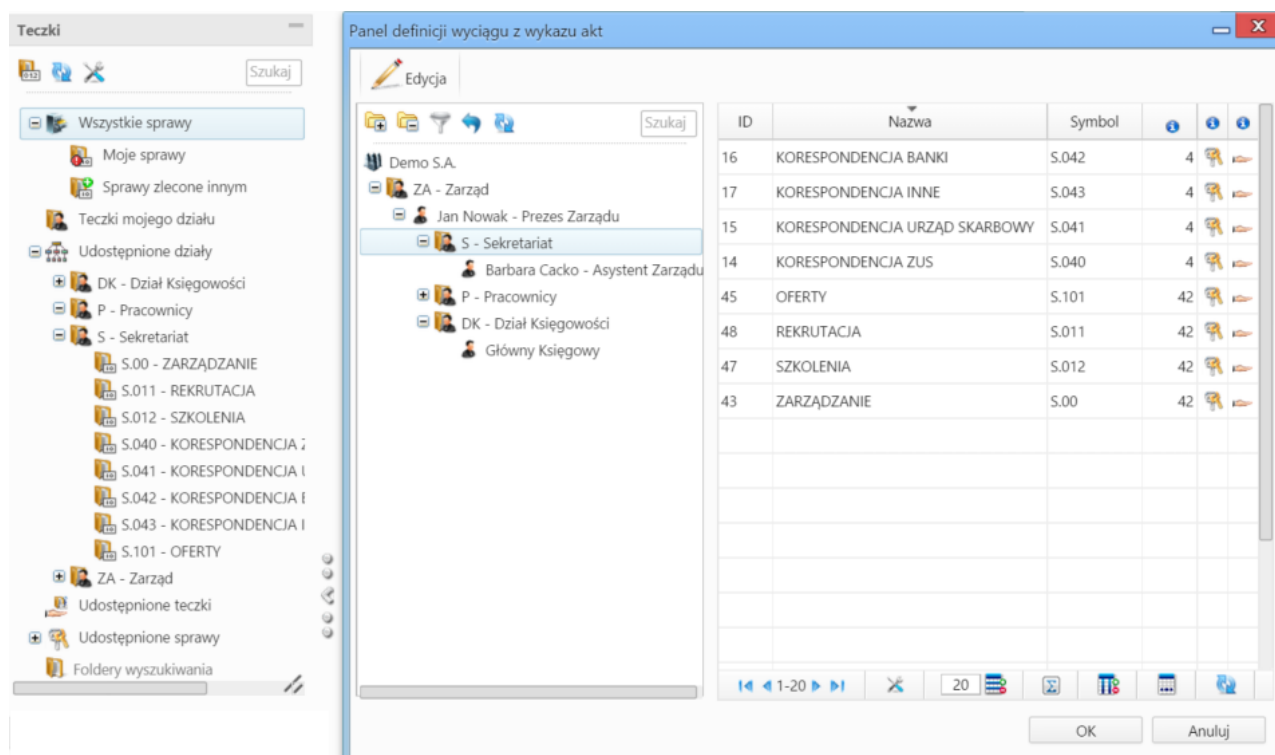 Teczki
Szukaj
Wszystkie sprawy
Moje sprawy
Sprawy zlecone innym
Teczki mojego działu
Udostępnione działy
DK - Dział Księgowości
P - Pracownicy
S - Sekretariat
S.00 - ZARZĄDZANIE
S.011 - REKRUTACJA
S.012 - SZKOLENIA
S.040 - KORESPONDENCJA
S.041 - KORESPONDENCJA
S.042 - KORESPONDENCJA
S.043 - KORESPONDENCJA
S.101 - OFERTY
ZA - Zarząd
Udostępnione teczki
Udostępnione sprawy
Foldery wyszukiwania
Panel definicji wyciągu z wykazu akt
Edycja
Szukaj
Demo S.A.
ZA - Zarząd
Jan Nowak - Prezes Zarządu
S - Sekretariat
Barbara Cacko - Asystent Zarządu
P - Pracownicy
DK - Dział Księgowości
Główny Księgowy
ID Nazwa Symbol
16 KORESPONDENCJA BANKI S.042 4
17 KORESPONDENCJA INNE S.043 4
15 KORESPONDENCJA URZĄD SKARBOWY S.041 4
14 KORESPONDENCJA ZUS S.040 4
45 OFERTY S.101 42
48 REKRUTACJA S.011 42
47 SZKOLENIA S.012 42
43 ZARZĄDZANIE S.00 42
1-20 20
OK Anuluj